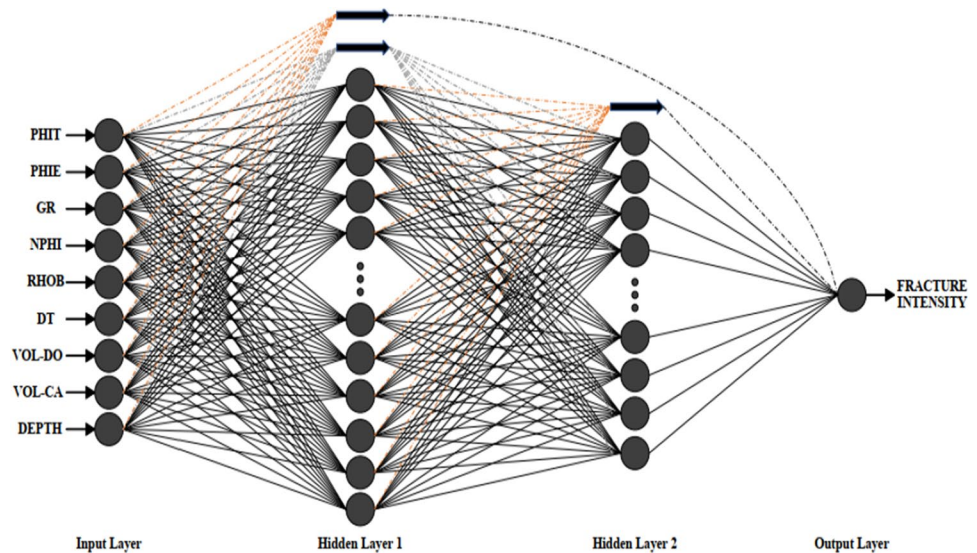 PHIT
PHIE
GR
NPHI
RHOB
DT
VOL-DO
VOL-CA
DEPTH
FRACTURE
INTENSITY
Input Layer
Hidden Layer 1
Hidden Layer 2
Output Layer